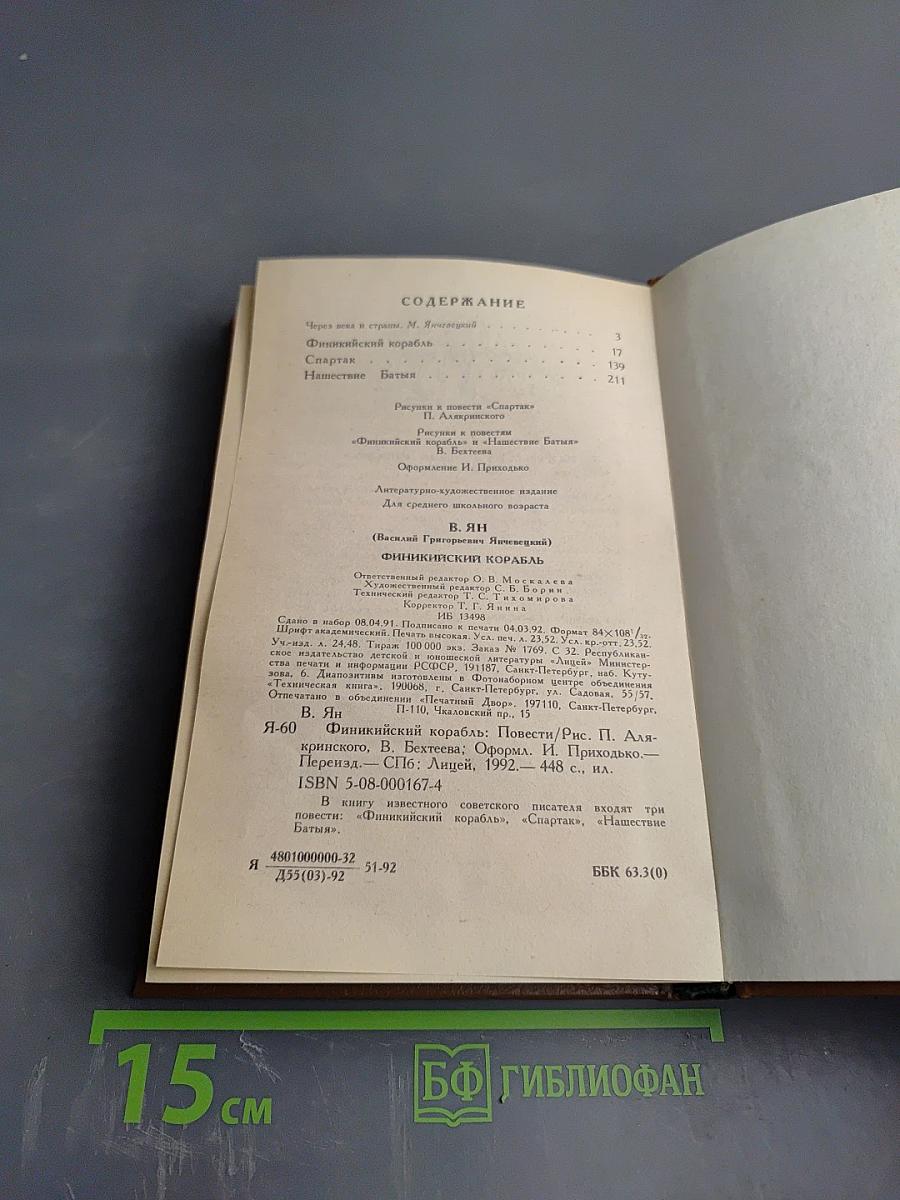 СОДЕРЖАНИЕ
Через века и страны. М. Янчевецкий . . . . . . . . 3
Финикийский корабль . . . . . . . . . . . 17
Спартак . . . . . . . . . . . . . . . 139
Нашествие Батыя . . . . . . . . . . . . 211
Рисунки к повести «Спартак»
П. Алякринского
Рисунки к повестям
«Финикийский корабль» и «Нашествие Батыя»
В. Бехтеева
Оформление И. Приходько
Литературно-художественное издание
Для среднего школьного возраста
В. ЯН
(Василий Григорьевич Янчевецкий)
ФИНИКИЙСКИЙ КОРАБЛЬ
Ответственный редактор О. В. Москалева
Художественный редактор С. Б. Борин
Технический редактор Т. С. Тихомирова
Корректор Т. Г. Янина
ИБ 13498
Сдано в набор 08.04.91. Подписано к печати 04.03.92. Формат 84×108¹/₃₂.
Шрифт академический. Печать высокая. Усл. печ. л. 23,52. Усл. кр.-отт. 23,52.
Уч.-изд. л. 24,48. Тираж 100 000 экз. Заказ № 1769. С 32. Республикан-
ское издательство детской и юношеской литературы «Лицей» Министер-
ства печати и информации РСФСР, 191187, Санкт-Петербург, наб. Куту-
зова, 6. Диапозитивы изготовлены в Фотонаборном центре объединения
«Техническая книга», 190068, г. Санкт-Петербург, ул. Садовая, 55/57.
Отпечатано в объединении «Печатный Двор», 197110, Санкт-Петербург,
П-110, Чкаловский пр., 15
В. Ян
Я-60 Финикийский корабль: Повести/Рис. П. Аля-
кринского, В. Бехтеева; Оформл. И. Приходько.—
Переизд.— СПб: Лицей, 1992.— 448 с., ил.
ISBN 5-08-000167-4
В книгу известного советского писателя входят три
повести: «Финикийский корабль», «Спартак», «Нашествие
Батыя».
Я 4801000000-32 51-92
Д55(03)-92
ББК 63.3(0)
15 см
БФ ГИБЛИОФАН